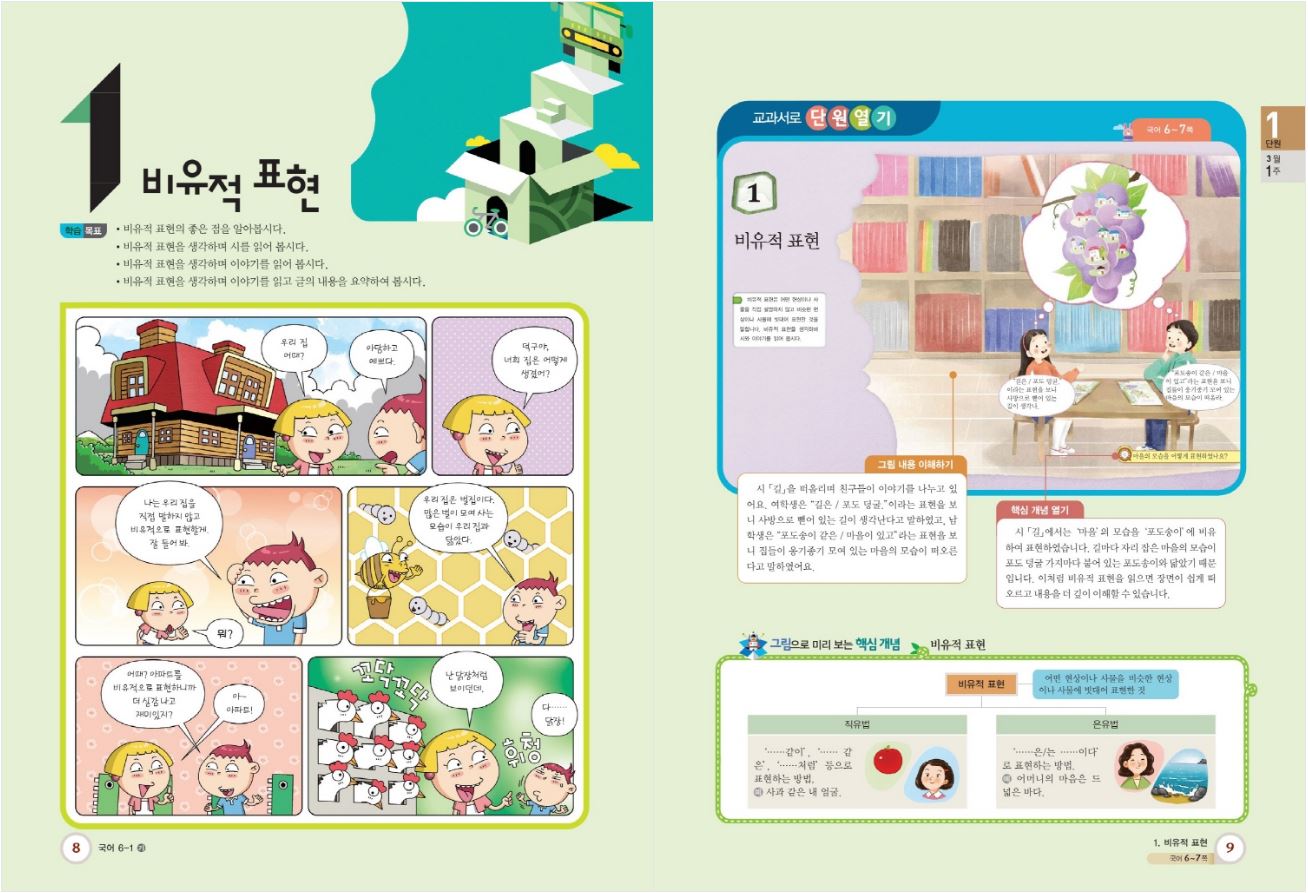 1
비유적 표현
학습 목표
• 비유적 표현의 좋은 점을 알아봅시다.
• 비유적 표현을 생각하며 시를 읽어 봅시다.
• 비유적 표현을 생각하며 이야기를 읽어 봅시다.
• 비유적 표현을 생각하며 이야기를 읽고 글의 내용을 요약하여 봅시다.
우리 집
어때?
아담하고
예쁘다.
덕구야,
너희 집은 어떻게
생겼어?
나는 우리 집을
직접 말하지 않고
비유적으로 표현할게.
잘 들어 봐.
뭐?
우리 집은 벌집이다.
많은 벌이 모여 사는
모습이 우리 집과
닮았다.
어때? 아파트를
비유적으로 표현하니까
더 실감 나고
재미있지?
아~
아파트!
꼬닥꼬닥
난 닭장처럼
보이던데.
다……
닭장!
휘청
8
국어 6-1 ㉮
교과서로 단원 열기
국어 6~7쪽
1
단원
3월
1주
1
비유적 표현
비유적 표현은 어떤 현상이나 사
물을 직접 설명하지 않고 비슷한 현
상이나 사물에 빗대어 표현한 것을
말합니다. 비유적 표현을 생각하며
시와 이야기를 읽어 봅시다.
"길은 / 포도 덩굴."
이라는 표현을 보니
사방으로 뻗어 있는
길이 생각나.
"포도송이 같은 / 마을
이 있고"라는 표현을 보니
집들이 옹기종기 모여 있는
마을의 모습이 떠올라.
마을의 모습을 어떻게 표현하였나요?
그림 내용 이해하기
시 「길」을 떠올리며 친구들이 이야기를 나누고 있
어요. 여학생은 "길은 / 포도 덩굴."이라는 표현을 보
니 사방으로 뻗어 있는 길이 생각난다고 말하였고, 남
학생은 "포도송이 같은 / 마을이 있고"라는 표현을 보
니 집들이 옹기종기 모여 있는 마을의 모습이 떠오른
다고 말하였어요.
핵심 개념 열기
시 「길」에서는 '마을'의 모습을 '포도송이'에 비유
하여 표현하였습니다. 길마다 자리 잡은 마을의 모습이
포도 덩굴 가지마다 붙어 있는 포도송이와 닮았기 때문
입니다. 이처럼 비유적 표현을 읽으면 장면이 쉽게 떠
오르고 내용을 더 깊이 이해할 수 있습니다.
그림으로 미리 보는 핵심 개념 비유적 표현
비유적 표현
어떤 현상이나 사물을 비슷한 현상
이나 사물에 빗대어 표현한 것
직유법
'……같이', '…… 같
은', '……처럼' 등으로
표현하는 방법.
예 사과 같은 내 얼굴.
은유법
'……은/는 ……이다'
로 표현하는 방법.
예 어머니의 마음은 드
넓은 바다.
1. 비유적 표현
국어 6~7쪽
9